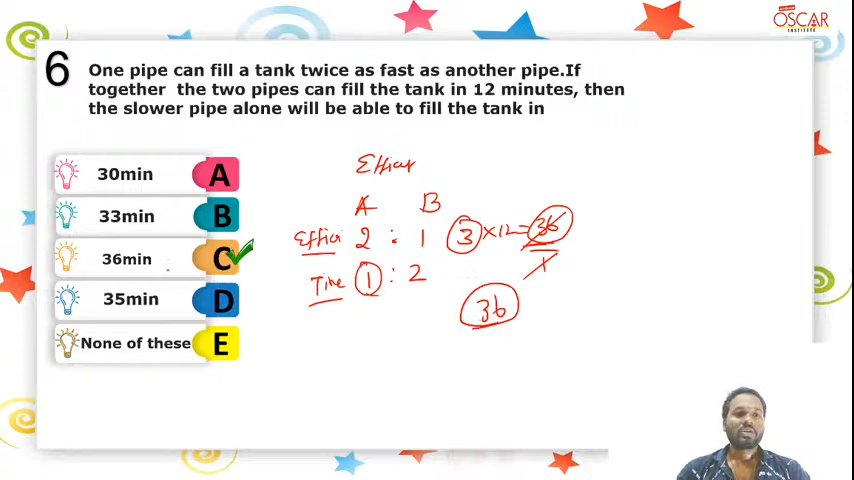 OSCAR
INSTITUTE
6
One pipe can fill a tank twice as fast as another pipe.If
together the two pipes can fill the tank in 12 minutes, then
the slower pipe alone will be able to fill the tank in
30min A
33min B
36min C
35min D
None of these E
A B
2 : 1 3 × 12 = 36
1
Time 1 : 2
36